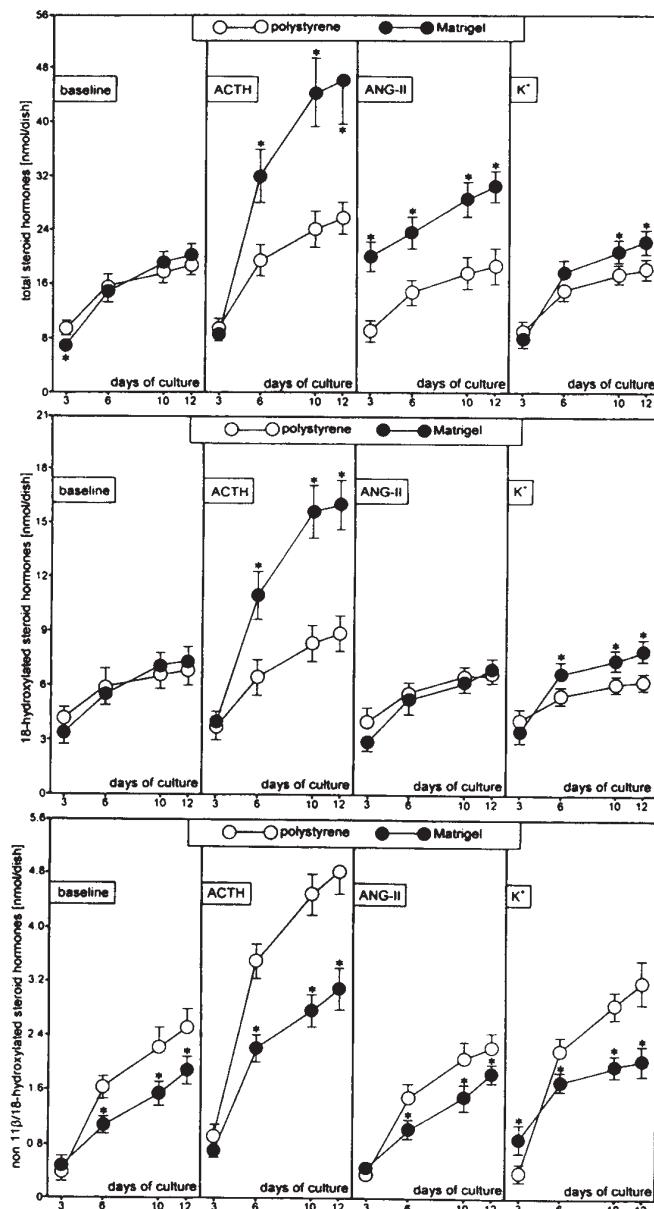 56
polystyrene Matrigel
48
baseline ACTH ANG-II K⁺
total steroid hormones [nmol/dish]
40
32
24
16
8
0
days of culture days of culture days of culture days of culture
3 6 10 12 3 6 10 12 3 6 10 12 3 6 10 12
21
polystyrene Matrigel
18
baseline ACTH ANG-II K⁺
18-hydroxylated steroid hormones [nmol/dish]
15
12
9
6
3
0
days of culture days of culture days of culture days of culture
3 6 10 12 3 6 10 12 3 6 10 12 3 6 10 12
5.6
polystyrene Matrigel
4.8
baseline ACTH ANG-II K⁺
non 11β/18-hydroxylated steroid hormones [nmol/dish]
4.0
3.2
2.4
1.6
0.8
0
days of culture days of culture days of culture days of culture
3 6 10 12 3 6 10 12 3 6 10 12 3 6 10 12